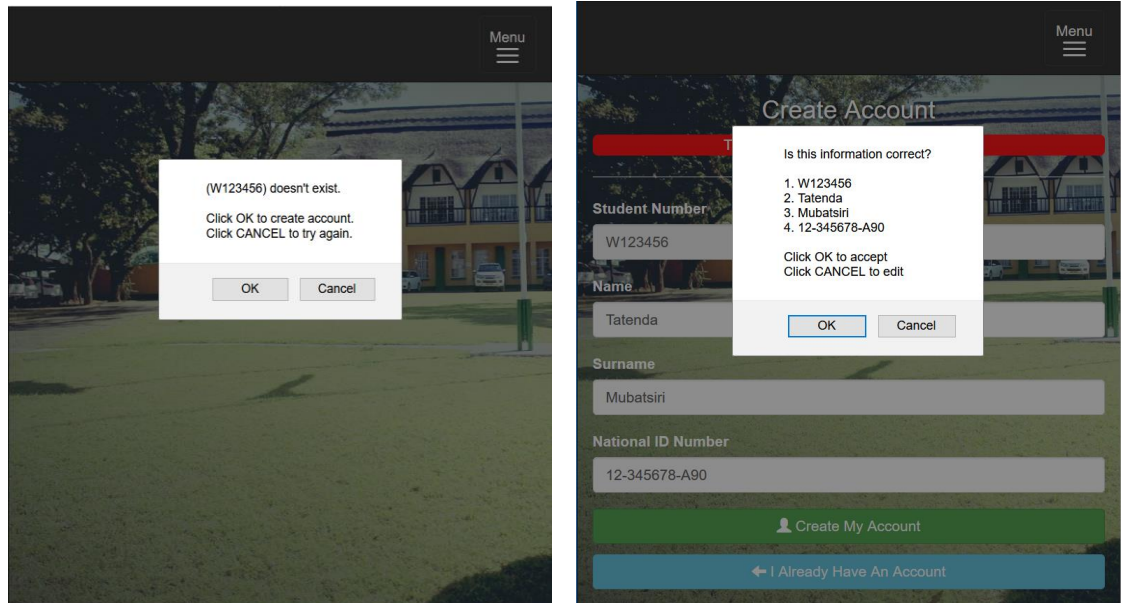 Menu
(W123456) doesn't exist.
Click OK to create account.
Click CANCEL to try again.
OK
Cancel
Menu
Create Account
T
Is this information correct?
1. W123456
2. Tatenda
3. Mubatsiri
4. 12-345678-A90
Click OK to accept
Click CANCEL to edit
OK
Cancel
Student Number
W123456
Name
Tatenda
Surname
Mubatsiri
National ID Number
12-345678-A90
Create My Account
I Already Have An Account